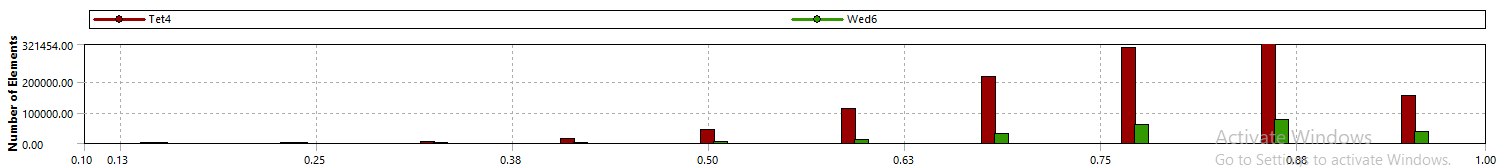 Tet4
Wed6
Number of Elements
321454.00
200000.00
100000.00
0.00
0.10 0.13 0.25 0.38 0.50 0.63 0.75 0.88 1.00
Activate Windows
Go to Settings to activate Windows.